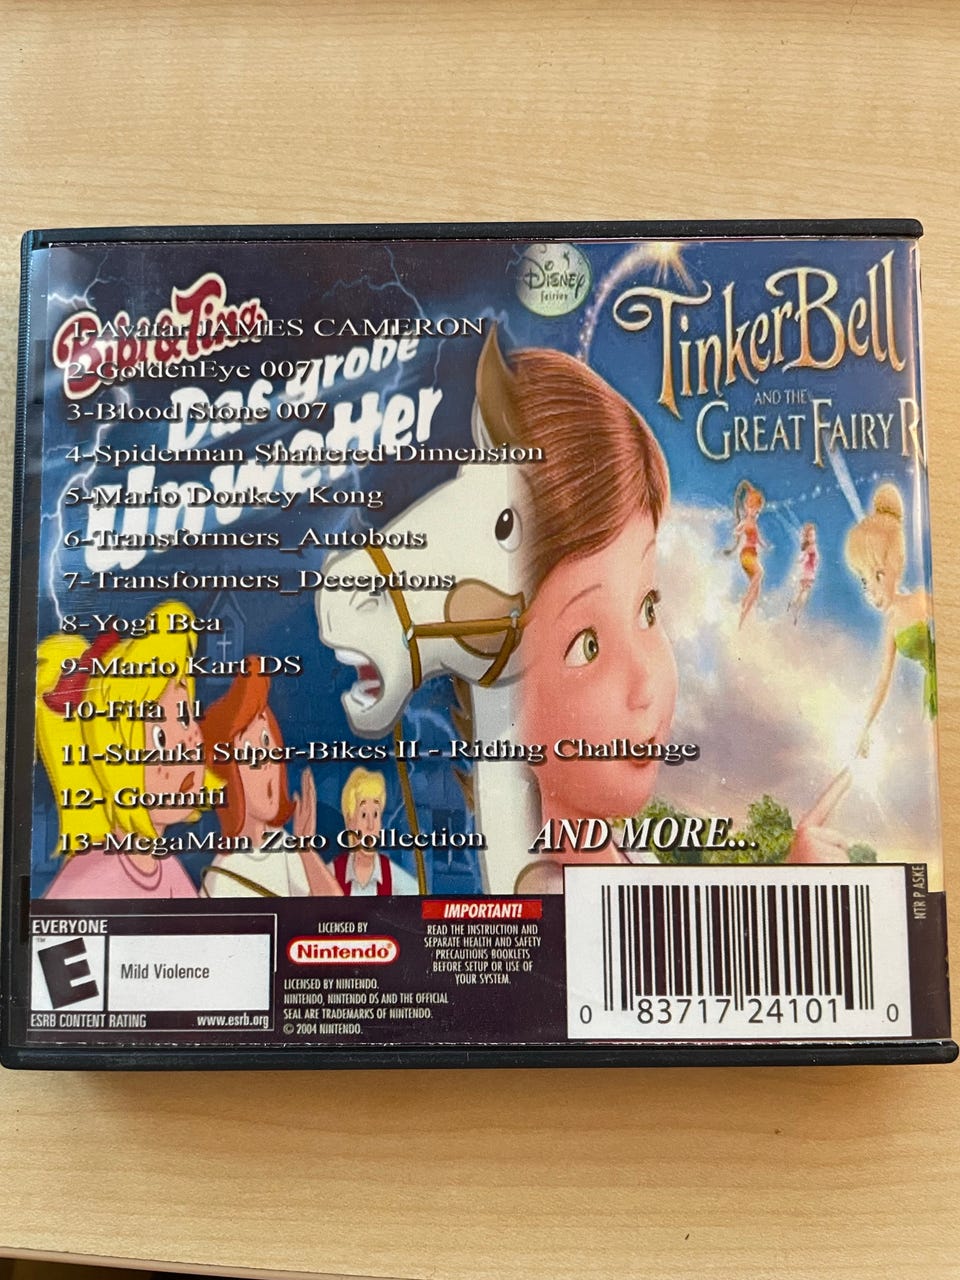 Bibi & Tina
Das große
Unwetter
Disney
fairies
TinkerBell
AND THE
GREAT FAIRY R
1-Avatar JAMES CAMERON
2-GoldenEye 007
3-Blood Stone 007
4-Spiderman Shattered Dimension
5-Mario Donkey Kong
6-Transformers_Autobots
7-Transformers_Deceptions
8-Yogi Bea
9-Mario Kart DS
10-Fifa 11
11-Suzuki Super-Bikes II - Riding Challenge
12- Gormiti
13-MegaMan Zero Collection
AND MORE...
EVERYONE
E
TM
Mild Violence
ESRB CONTENT RATING www.esrb.org
LICENSED BY
Nintendo®
LICENSED BY NINTENDO.
NINTENDO, NINTENDO DS AND THE OFFICIAL
SEAL ARE TRADEMARKS OF NINTENDO.
© 2004 NINTENDO.
IMPORTANT!
READ THE INSTRUCTION AND
SEPARATE HEALTH AND SAFETY
PRECAUTIONS BOOKLETS
BEFORE SETUP OR USE OF
YOUR SYSTEM.
0 83717 24101 0
NTR P ASKE